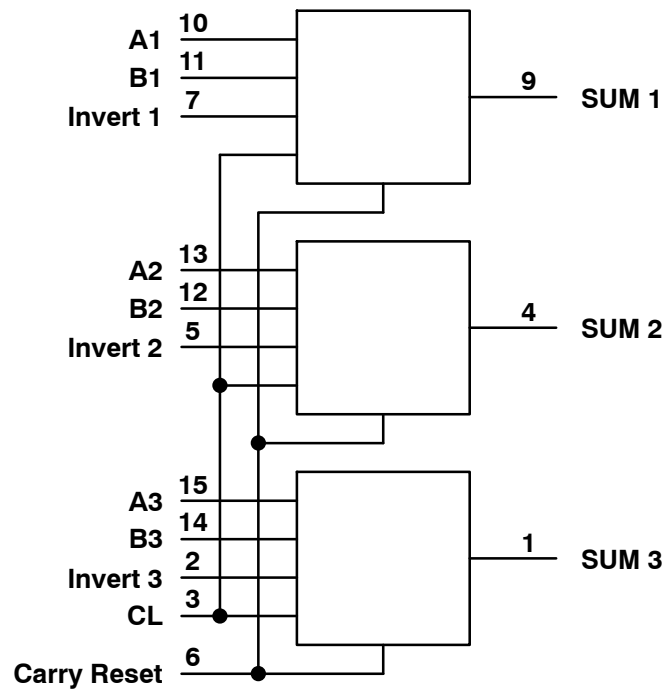 A1 10
B1 11
Invert 1 7
9 SUM 1
A2 13
B2 12
Invert 2 5
4 SUM 2
A3 15
B3 14
Invert 3 2
CL 3
1 SUM 3
Carry Reset 6